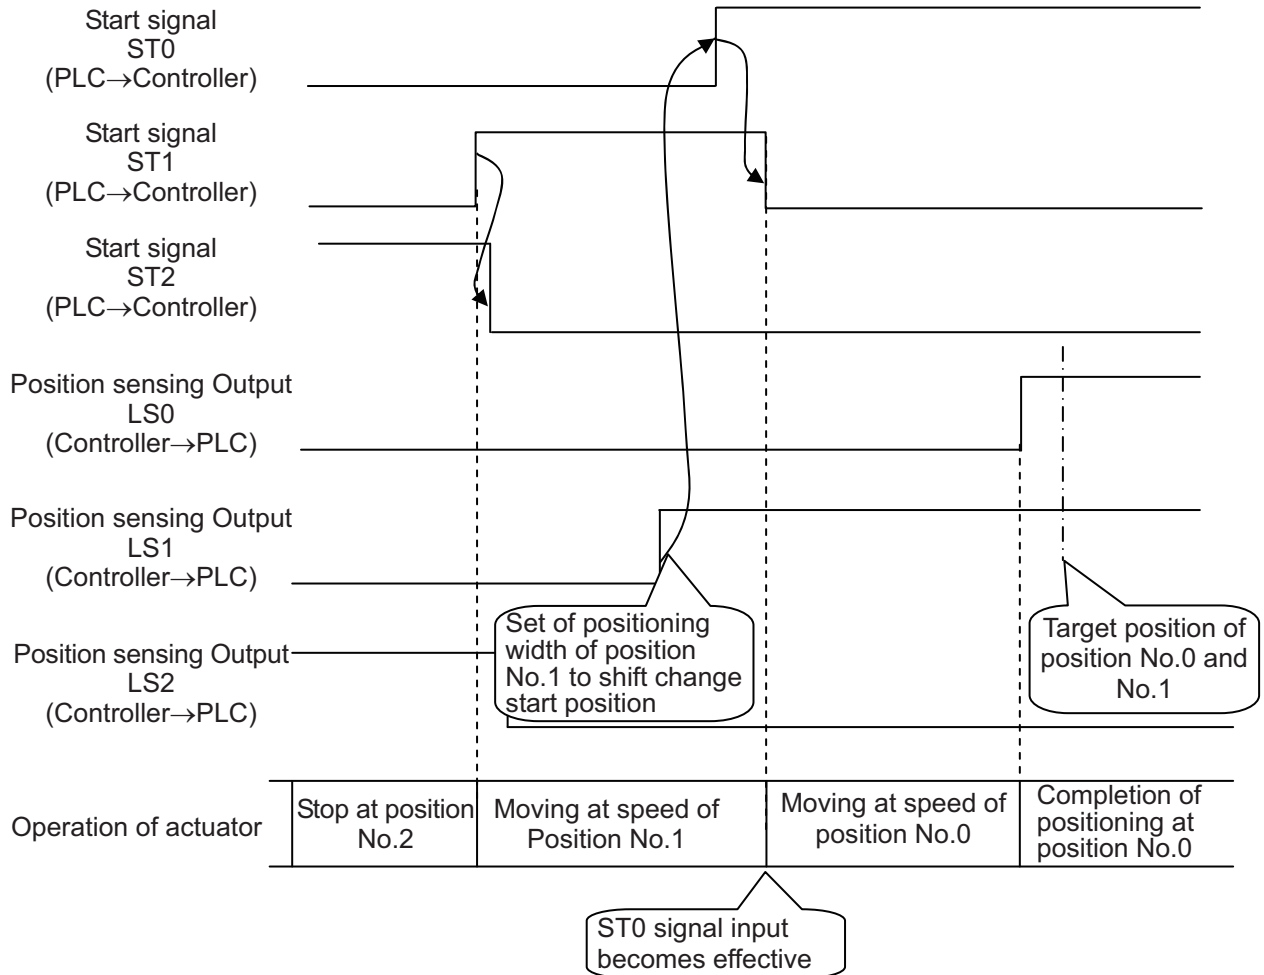 Start signal
ST0
(PLC→Controller)
Start signal
ST1
(PLC→Controller)
Start signal
ST2
(PLC→Controller)
Position sensing Output
LS0
(Controller→PLC)
Position sensing Output
LS1
(Controller→PLC)
Set of positioning
width of position
No.1 to shift change
start position
Target position of
position No.0 and
No.1
Position sensing Output
LS2
(Controller→PLC)
Operation of actuator
Stop at position
No.2
Moving at speed of
Position No.1
Moving at speed of
position No.0
Completion of
positioning at
position No.0
ST0 signal input
becomes effective